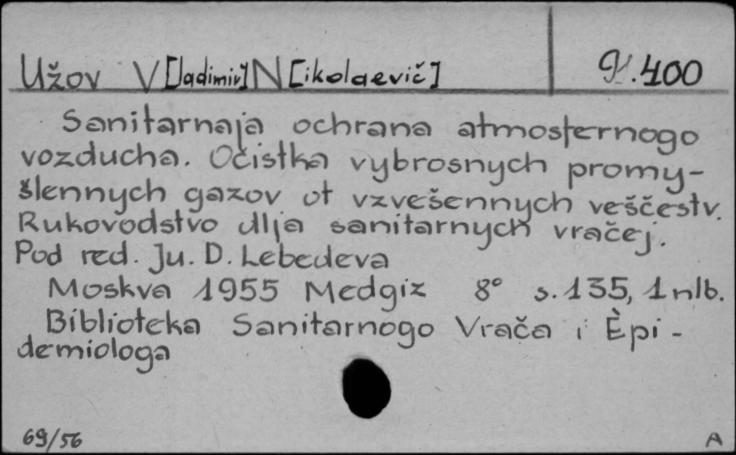 Užov V[ladimir] N[ikolaevič]
400
Sanitarnaja ochrana atmosfernogo
vozducha. Očistka vybrosnych promy-
šlennych gazov ot vzvešennych veščestv.
Rukovodstvo dlja sanitarnych vračej.
Pod red. Ju. D. Lebedeva
Moskva 1955 Medgiz 8° s. 135, 1 nlb.
Biblioteka Sanitarnogo Vrača i Èpi-
demiologa
69/56
A